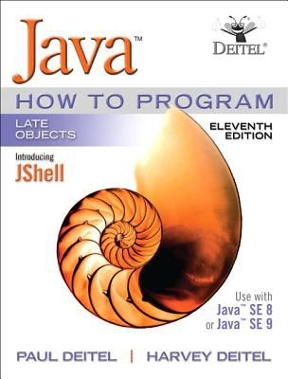 Java™
DEITEL®
HOW TO PROGRAM
LATE
OBJECTS
ELEVENTH
EDITION
Introducing
JShell
Use with
Java™ SE 8
or Java™ SE 9
PAUL DEITEL | HARVEY DEITEL